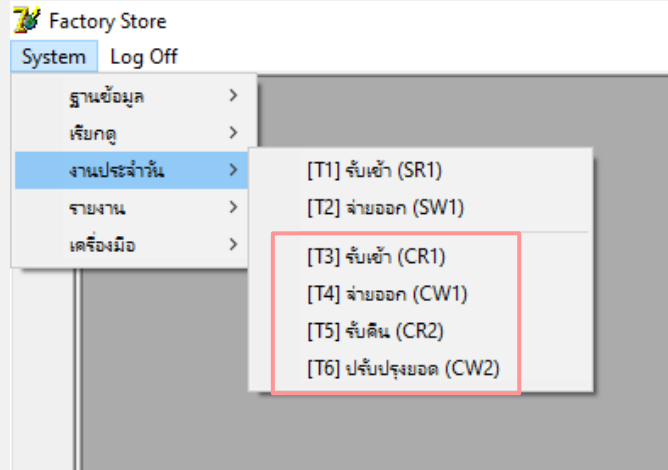 Factory Store
System Log Off
ฐานข้อมูล
เรียกดู
งานประจำวัน
[T1] รับเข้า (SR1)
รายงาน
[T2] จ่ายออก (SW1)
เครื่องมือ
[T3] รับเข้า (CR1)
[T4] จ่ายออก (CW1)
[T5] รับคืน (CR2)
[T6] ปรับปรุงยอด (CW2)